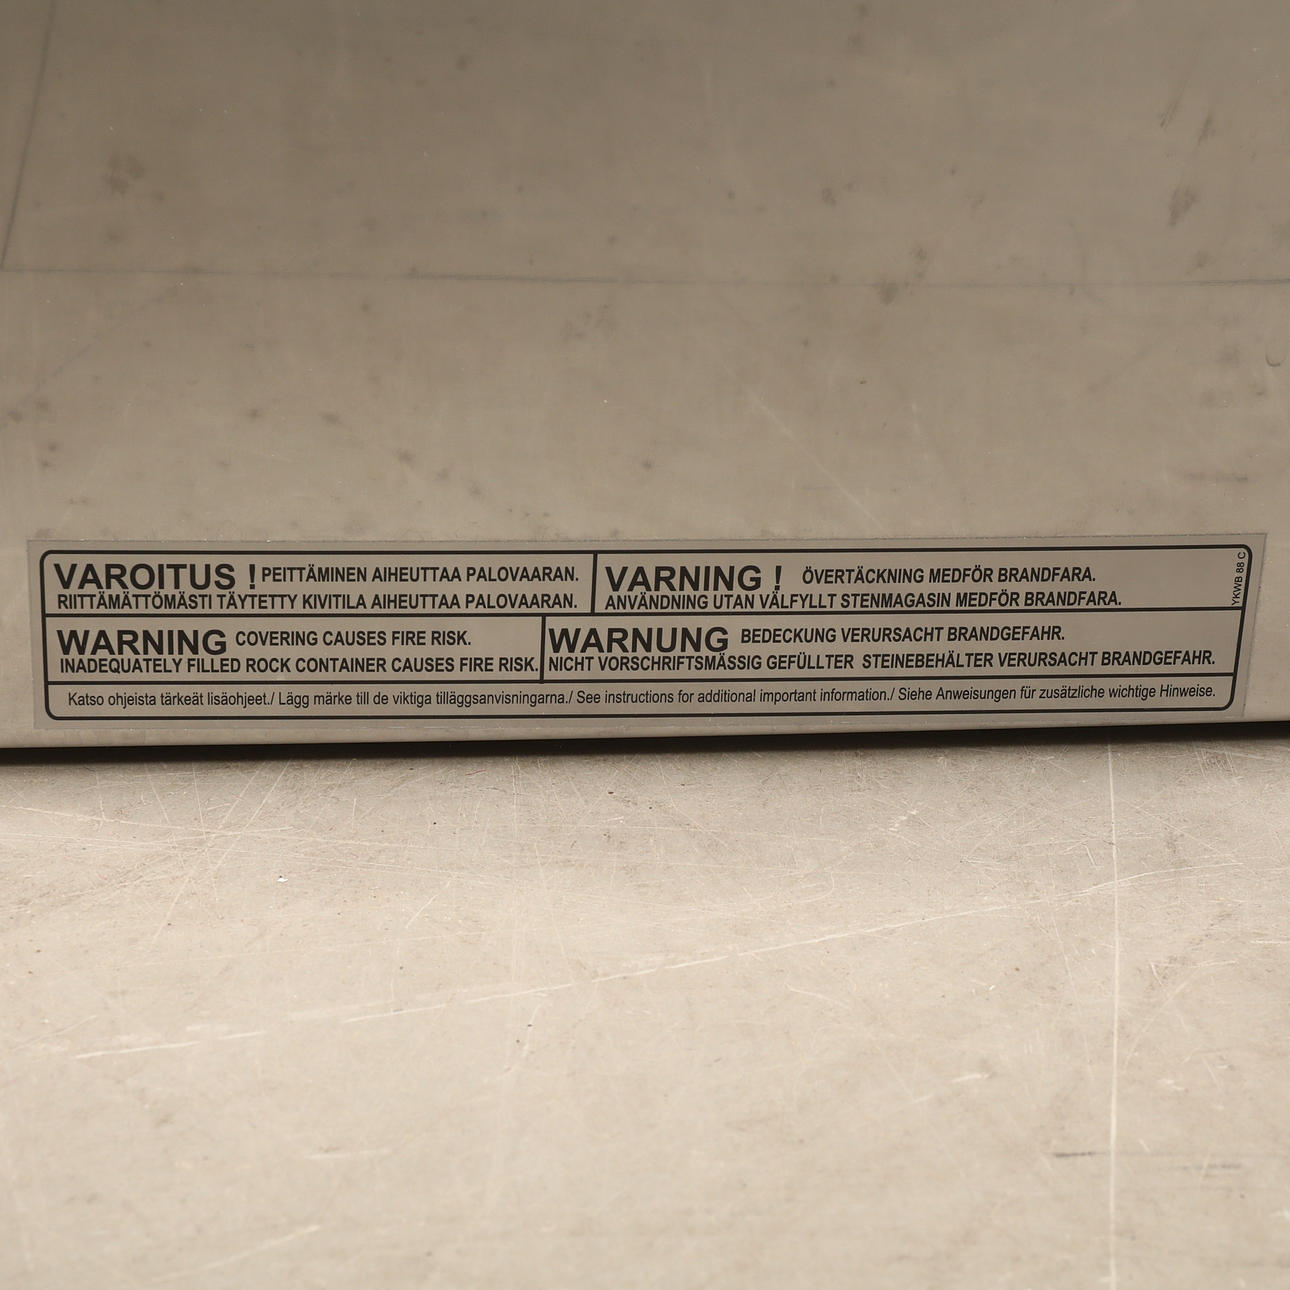 VAROITUS ! PEITTÄMINEN AIHEUTTAA PALOVAARAN.
RIITTÄMÄTTÖMÄSTI TÄYTETTY KIVITILA AIHEUTTAA PALOVAARAN.
VARNING ! ÖVERTÄCKNING MEDFÖR BRANDFARA.
ANVÄNDNING UTAN VÄLFYLLT STENMAGASIN MEDFÖR BRANDFARA.
YKWB 88 C
WARNING COVERING CAUSES FIRE RISK.
INADEQUATELY FILLED ROCK CONTAINER CAUSES FIRE RISK.
WARNUNG BEDECKUNG VERURSACHT BRANDGEFAHR.
NICHT VORSCHRIFTSMÄSSIG GEFÜLLTER STEINEBEHÄLTER VERURSACHT BRANDGEFAHR.
Katso ohjeista tärkeät lisäohjeet./ Lägg märke till de viktiga tilläggsanvisningarna./ See instructions for additional important information./ Siehe Anweisungen für zusätzliche wichtige Hinweise.